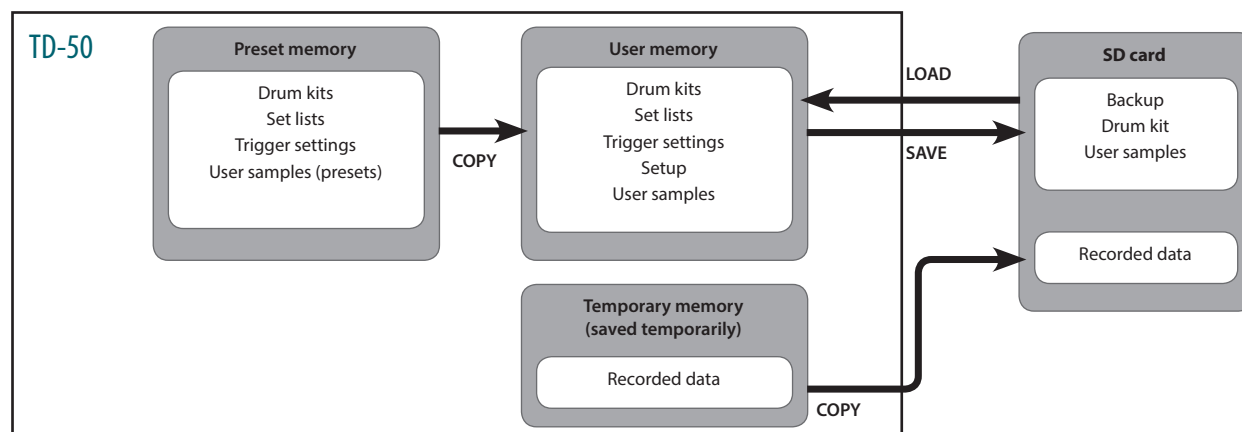 TD-50
Preset memory
Drum kits
Set lists
Trigger settings
User samples (presets)
COPY
User memory
Drum kits
Set lists
Trigger settings
Setup
User samples
LOAD
SAVE
SD card
Backup
Drum kit
User samples
Recorded data
Temporary memory
(saved temporarily)
Recorded data
COPY